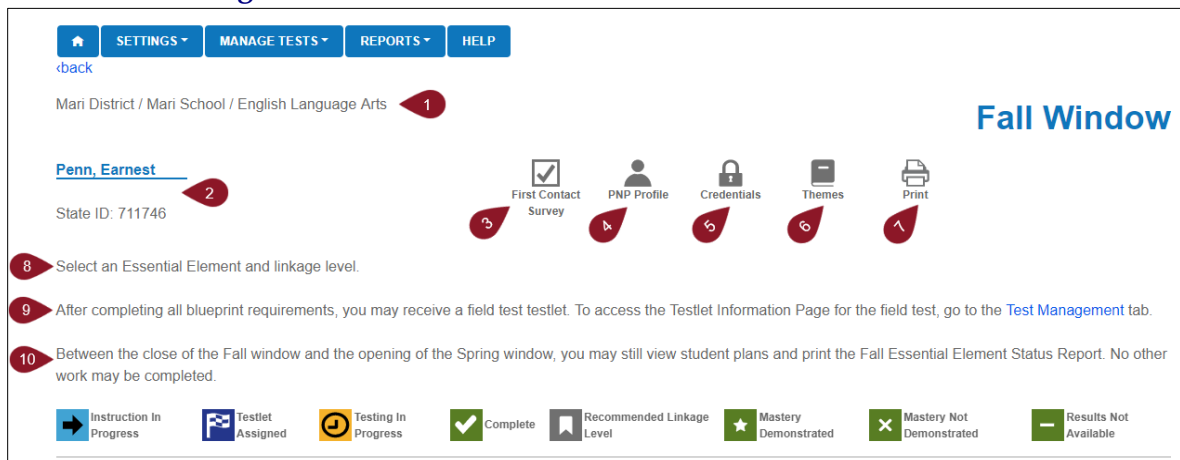 SETTINGS MANAGE TESTS REPORTS HELP
‹back
Mari District / Mari School / English Language Arts 1
Fall Window
Penn, Earnest
2
State ID: 711746
First Contact Survey
PNP Profile
Credentials
Themes
Print
3 4 5 6 7
8 Select an Essential Element and linkage level.
9 After completing all blueprint requirements, you may receive a field test testlet. To access the Testlet Information Page for the field test, go to the Test Management tab.
10 Between the close of the Fall window and the opening of the Spring window, you may still view student plans and print the Fall Essential Element Status Report. No other
work may be completed.
Instruction In Progress
Testlet Assigned
Testing In Progress
Complete
Recommended Linkage Level
Mastery Demonstrated
Mastery Not Demonstrated
Results Not Available